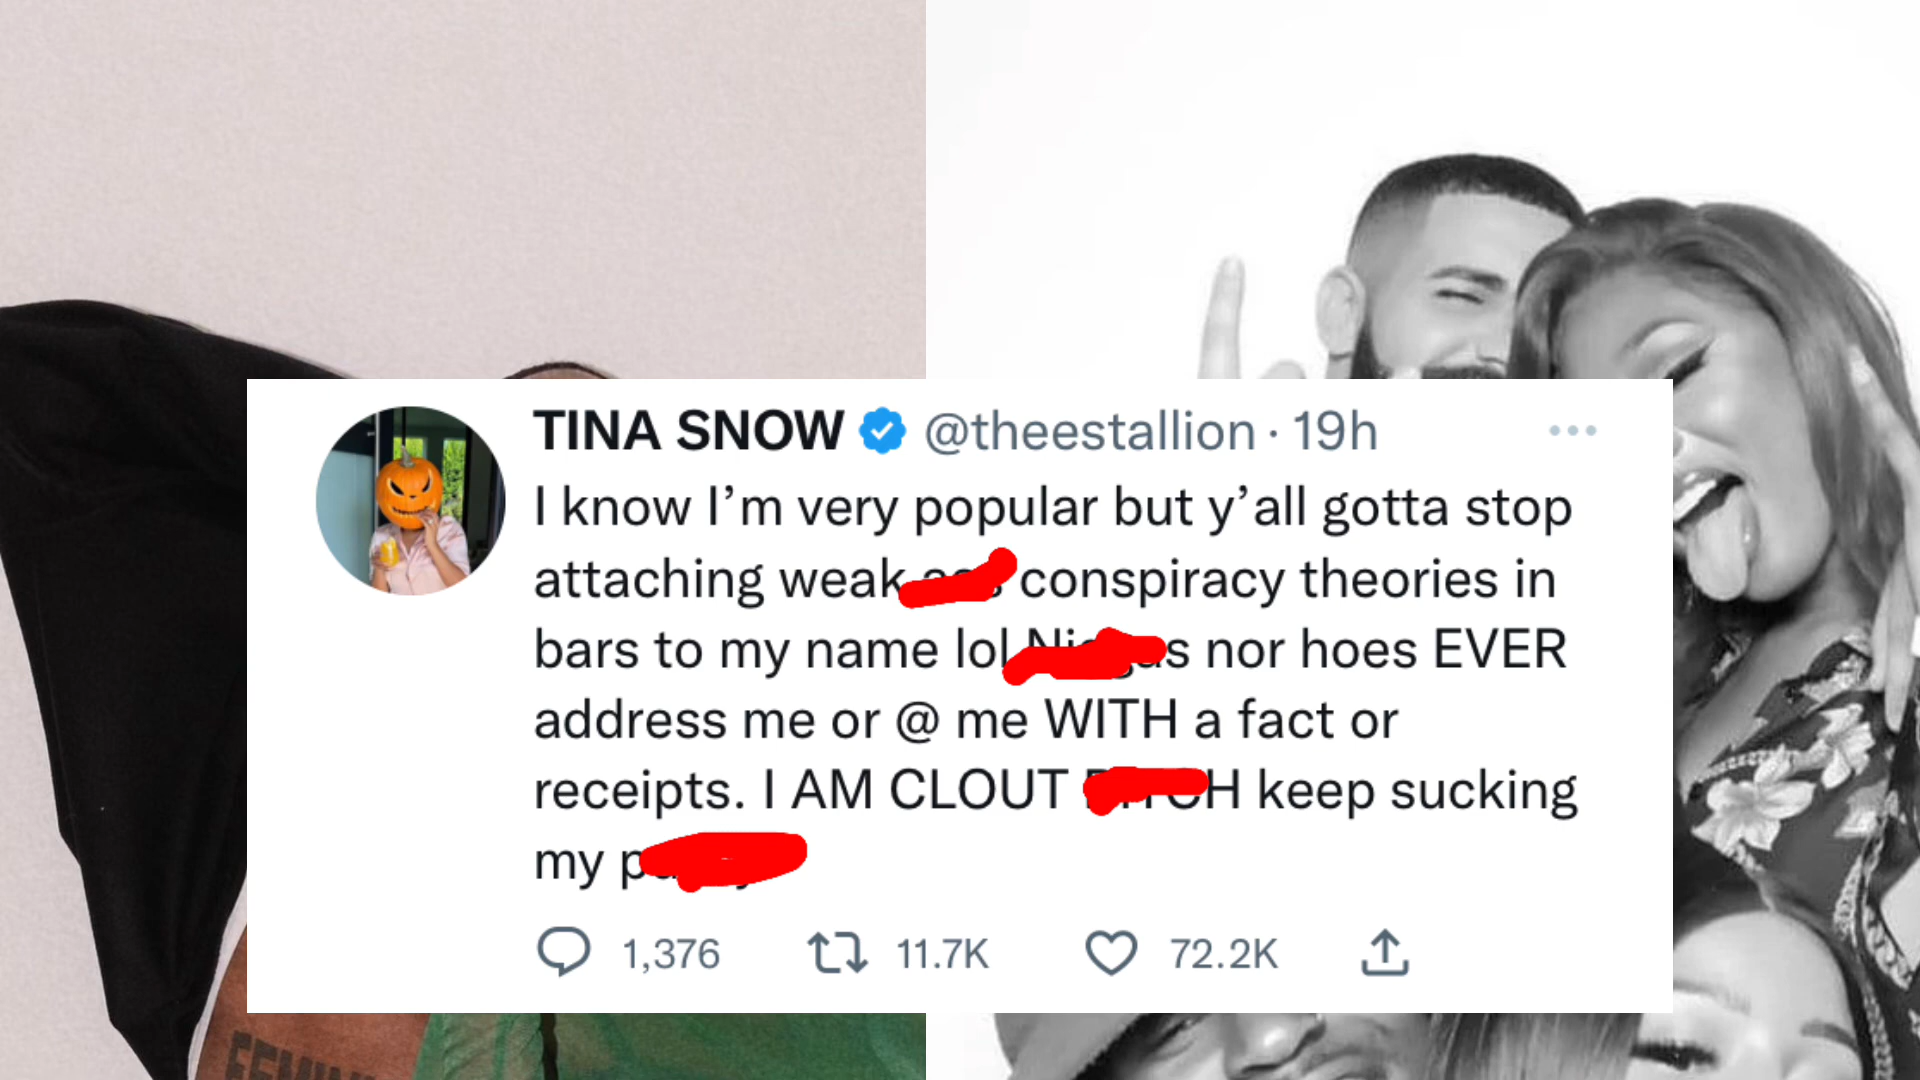 TINA SNOW @theestallion · 19h
I know I’m very popular but y’all gotta stop
attaching weak conspiracy theories in
bars to my name lol nor hoes EVER
address me or @ me WITH a fact or
receipts. I AM CLOUT keep sucking
my
1,376 11.7K 72.2K